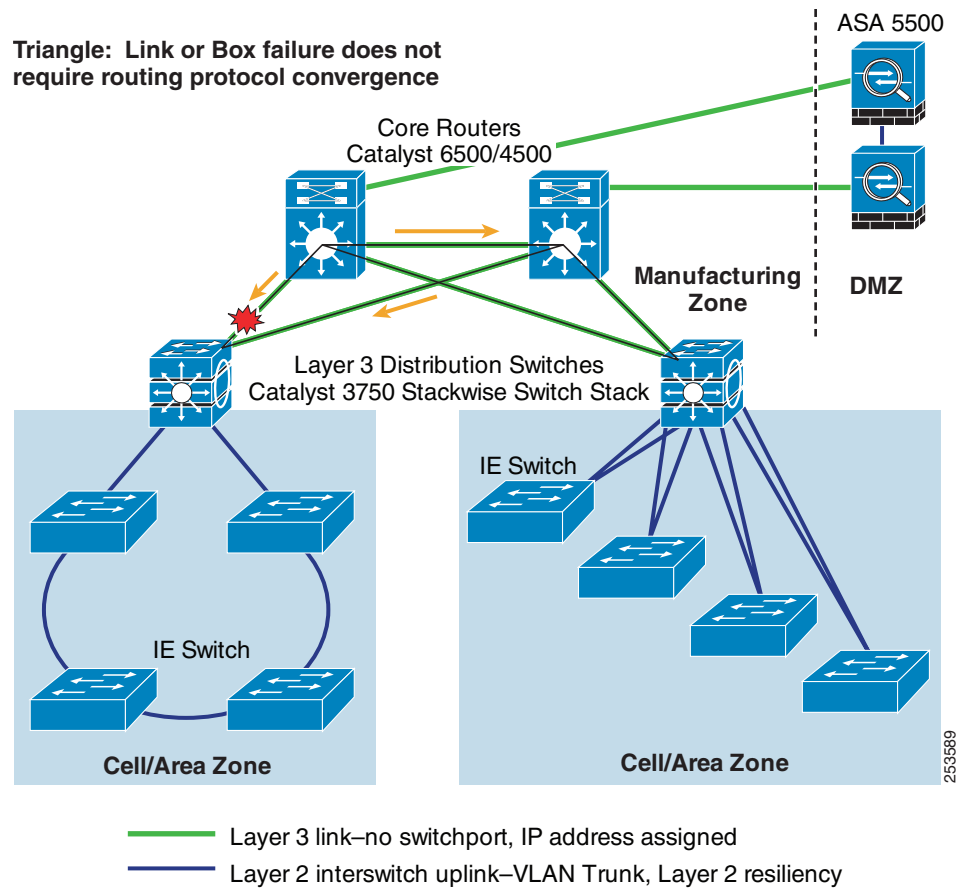 ASA 5500
Triangle:  Link or Box failure does not
require routing protocol convergence
Core Routers
Catalyst 6500/4500
Manufacturing
Zone
DMZ
Layer 3 Distribution Switches
Catalyst 3750 Stackwise Switch Stack
IE Switch
IE Switch
Cell/Area Zone
Cell/Area Zone
253589
Layer 3 link–no switchport, IP address assigned
Layer 2 interswitch uplink–VLAN Trunk, Layer 2 resiliency